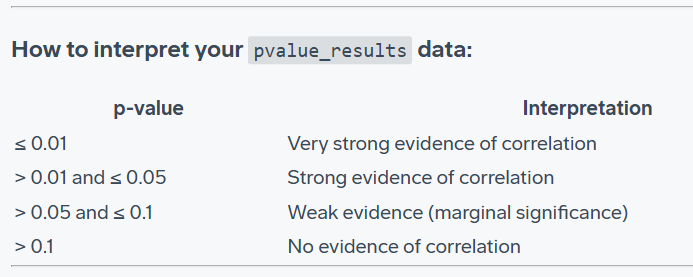 How to interpret your pvalue_results data:
p-value Interpretation
≤ 0.01 Very strong evidence of correlation
> 0.01 and ≤ 0.05 Strong evidence of correlation
> 0.05 and ≤ 0.1 Weak evidence (marginal significance)
> 0.1 No evidence of correlation